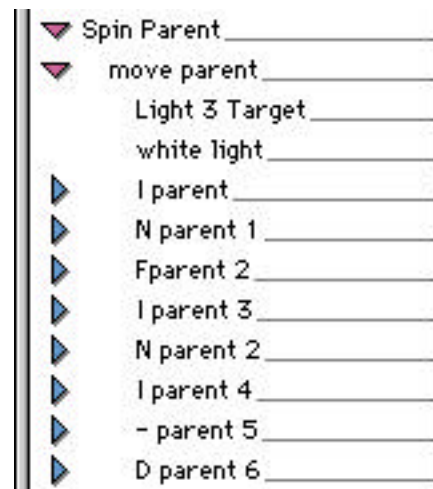 Spin Parent
move parent
Light 3 Target
white light
I parent
N parent 1
Fparent 2
I parent 3
N parent 2
I parent 4
- parent 5
D parent 6